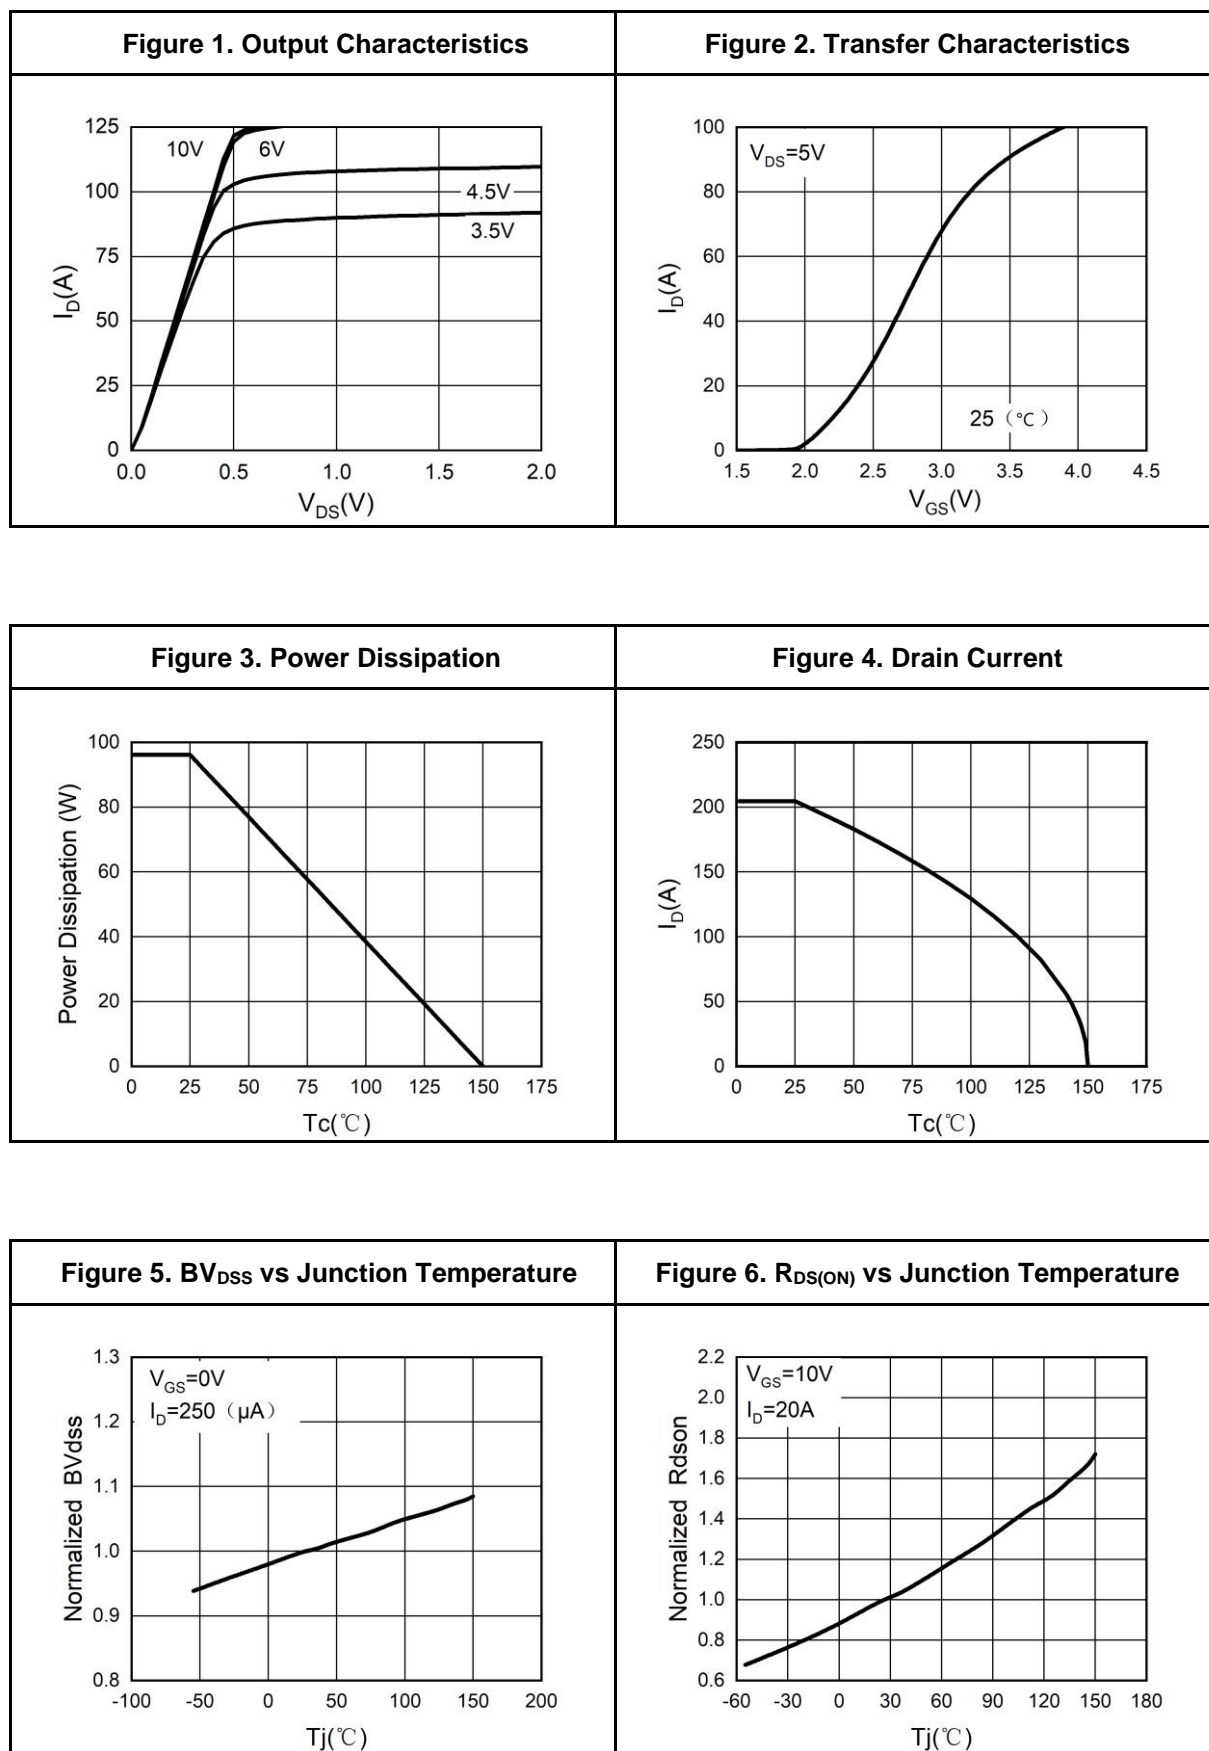 Figure 1. Output Characteristics
Figure 2. Transfer Characteristics
125
100
75
50
25
0
10V
6V
4.5V
3.5V
I_D(A)
0.0 0.5 1.0 1.5 2.0
V_DS(V)
100
80
60
40
20
0
V_DS=5V
25（℃）
I_D(A)
1.5 2.0 2.5 3.0 3.5 4.0 4.5
V_GS(V)
Figure 3. Power Dissipation
Figure 4. Drain Current
100
80
60
40
20
0
Power Dissipation (W)
0 25 50 75 100 125 150 175
Tc(℃)
250
200
150
100
50
0
I_D(A)
0 25 50 75 100 125 150 175
Tc(℃)
Figure 5. BV_DSS vs Junction Temperature
Figure 6. R_DS(ON) vs Junction Temperature
1.3
1.2
1.1
1.0
0.9
0.8
V_GS=0V
I_D=250（μA）
Normalized BVdss
-100 -50 0 50 100 150 200
Tj(℃)
2.2
2.0
1.8
1.6
1.4
1.2
1.0
0.8
0.6
V_GS=10V
I_D=20A
Normalized Rdson
-60 -30 0 30 60 90 120 150 180
Tj(℃)